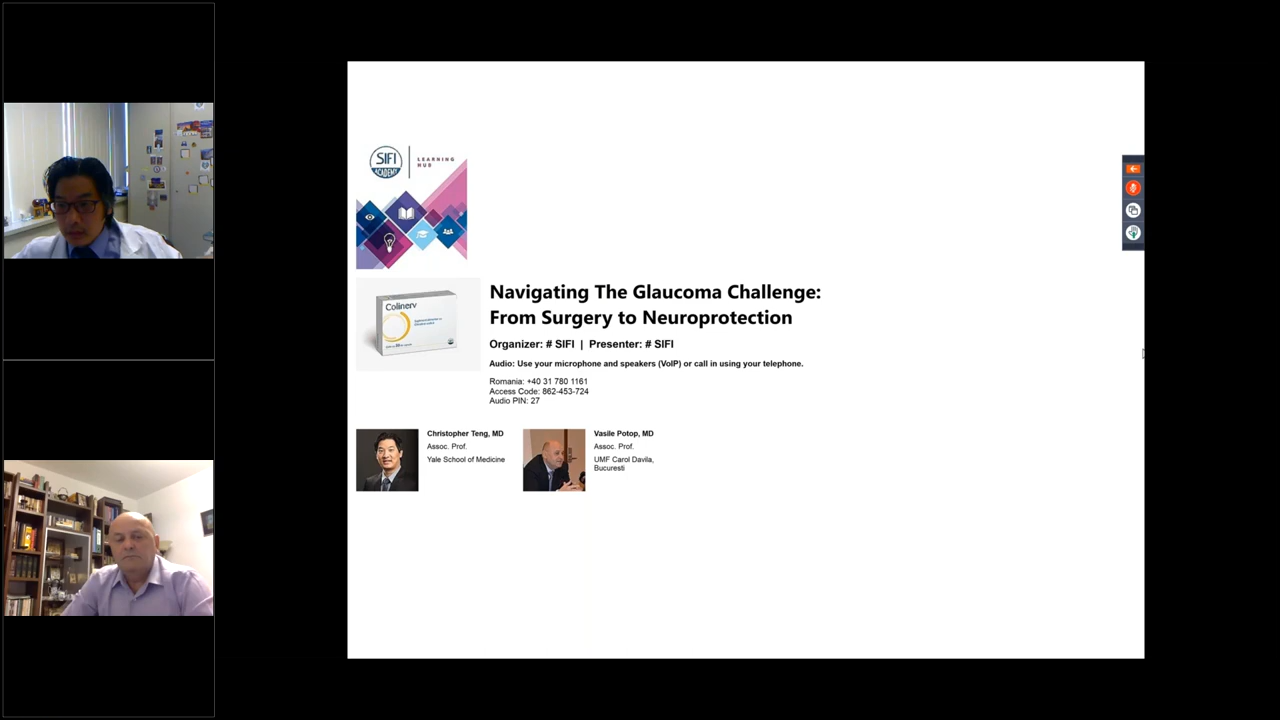 SIFI
ACADEMY
LEARNING
HUB
Colinerv
Navigating The Glaucoma Challenge:
From Surgery to Neuroprotection
Organizer: # SIFI | Presenter: # SIFI
Audio: Use your microphone and speakers (VoIP) or call in using your telephone.
Romania: +40 31 780 1161
Access Code: 862-453-724
Audio PIN: 27
Christopher Teng, MD
Assoc. Prof.
Yale School of Medicine
Vasile Potop, MD
Assoc. Prof.
UMF Carol Davila,
Bucuresti